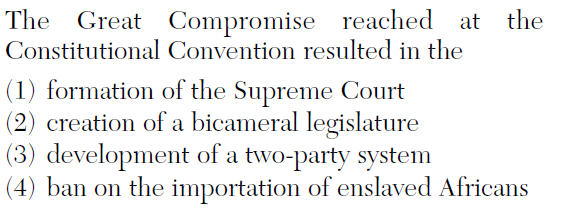 The Great Compromise reached at the
Constitutional Convention resulted in the
(1) formation of the Supreme Court
(2) creation of a bicameral legislature
(3) development of a two-party system
(4) ban on the importation of enslaved Africans